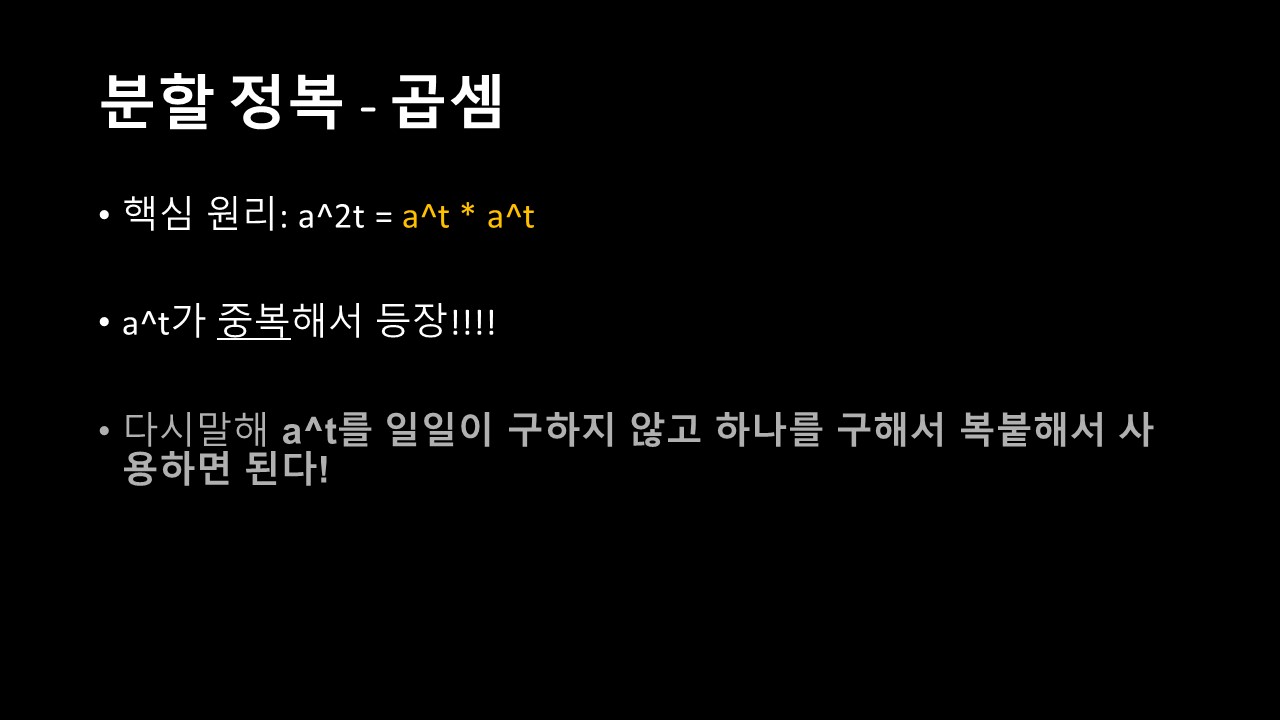 분할 정복 - 곱셈
• 핵심 원리: a^2t = a^t * a^t
• a^t가 중복해서 등장!!!!
• 다시말해 a^t를 일일이 구하지 않고 하나를 구해서 복붙해서 사
용하면 된다!